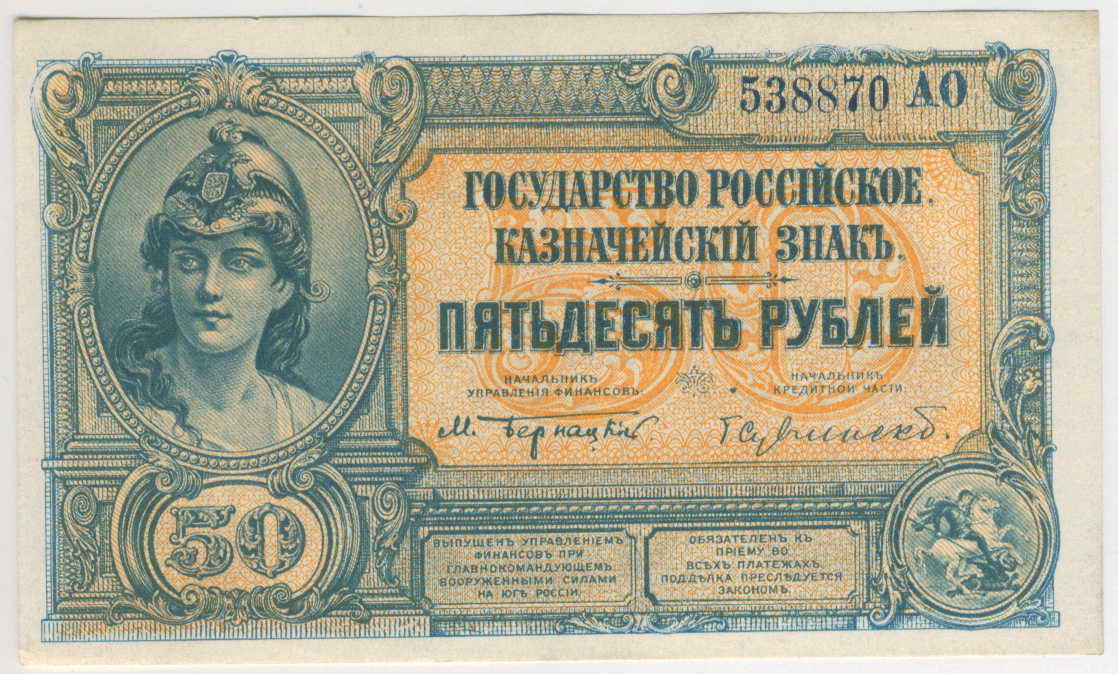 538870 АО
ГОСУДАРСТВО РОССІЙСКОЕ.
КАЗНАЧЕЙСКІЙ ЗНАКЪ.
ПЯТЬДЕСЯТЪ РУБЛЕЙ
НАЧАЛЬНИКЪ
УПРАВЛЕНІЯ ФИНАНСОВЪ.
НАЧАЛЬНИКЪ
КРЕДИТНОЙ ЧАСТИ.
М. Бернацкій.
50
50
ВЫПУЩЕНЪ УПРАВЛЕНІЕМЪ
ФИНАНСОВЪ ПРИ
ГЛАВНОКОМАНДУЮЩЕМЪ
ВООРУЖЕННЫМИ СИЛАМИ
НА ЮГѢ РОССІИ.
ОБЯЗАТЕЛЕНЪ КЪ
ПРІЕМУ ВО
ВСѢХЪ ПЛАТЕЖАХЪ.
ПОДДѢЛКА ПРЕСЛѢДУЕТСЯ
ЗАКОНОМЪ.